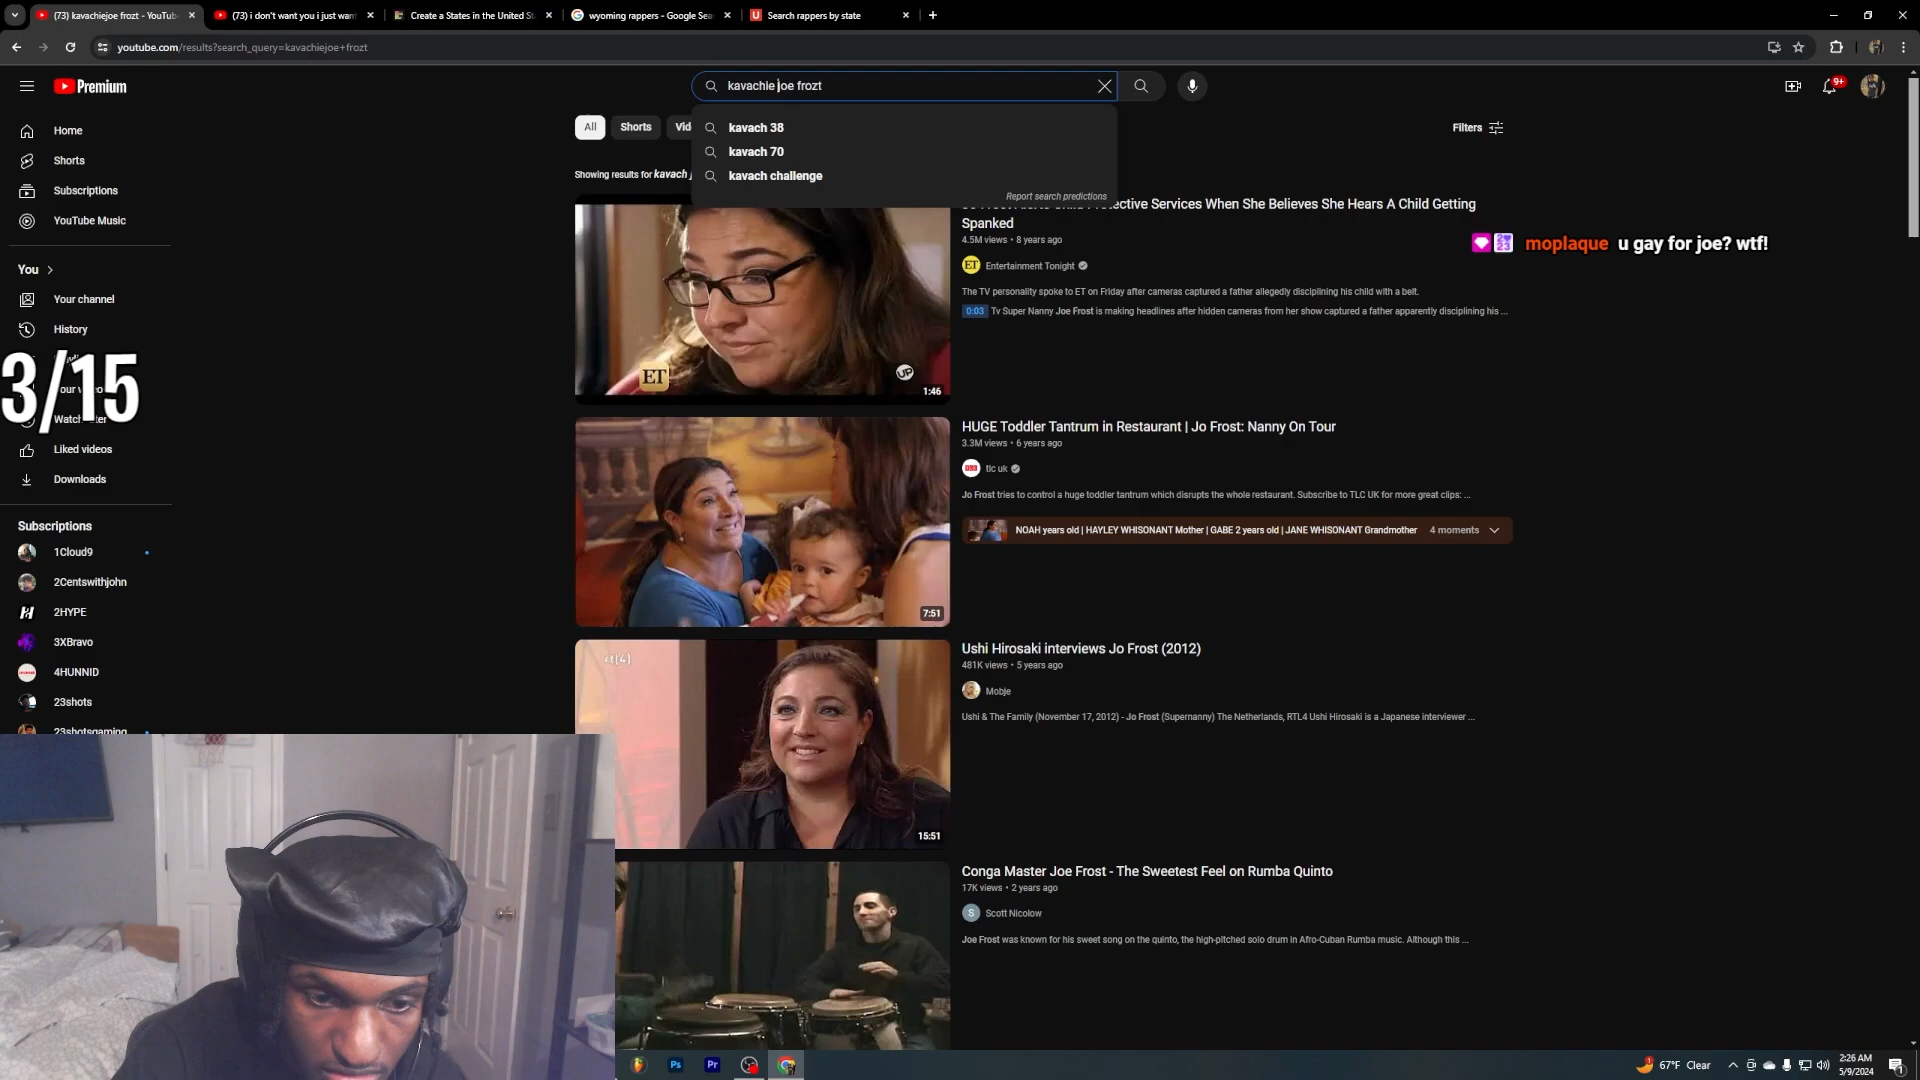 (73) kavachiejoe frozt - YouTub
(73) i don't want you i just want
Create a States in the United St
wyoming rappers - Google Sea
Search rappers by state
youtube.com/results?search_query=kavachiejoe+frozt
Premium
kavachie joe frozt
9+
kavach 38
kavach 70
kavach challenge
Report search predictions
Home
Shorts
Subscriptions
YouTube Music
You
Your channel
History
Liked videos
Downloads
3/15
Subscriptions
1Cloud9
2Centswithjohn
2HYPE
3XBravo
4HUNNID
23shots
23shotsgaming
All
Shorts
Vid
Filters
Showing results for kavach j
Protective Services When She Believes She Hears A Child Getting
Spanked
4.5M views • 8 years ago
ET
Entertainment Tonight
The TV personality spoke to ET on Friday after cameras captured a father allegedly disciplining his child with a belt.
0:03 Tv Super Nanny Joe Frost is making headlines after hidden cameras from her show captured a father apparently disciplining his ...
ET
UP
1:46
moplaque u gay for joe? wtf!
HUGE Toddler Tantrum in Restaurant | Jo Frost: Nanny On Tour
3.3M views • 6 years ago
tlc uk
Jo Frost tries to control a huge toddler tantrum which disrupts the whole restaurant. Subscribe to TLC UK for more great clips: ...
NOAH years old | HAYLEY WHISONANT Mother | GABE 2 years old | JANE WHISONANT Grandmother
4 moments
7:51
Ushi Hirosaki interviews Jo Frost (2012)
481K views • 5 years ago
Mobje
Ushi & The Family (November 17, 2012) - Jo Frost (Supernanny) The Netherlands, RTL4 Ushi Hirosaki is a Japanese interviewer ...
15:51
Conga Master Joe Frost - The Sweetest Feel on Rumba Quinto
17K views • 2 years ago
S
Scott Nicolow
Joe Frost was known for his sweet song on the quinto, the high-pitched solo drum in Afro-Cuban Rumba music. Although this ...
Ps
Pr
67°F Clear
2:26 AM
5/9/2024